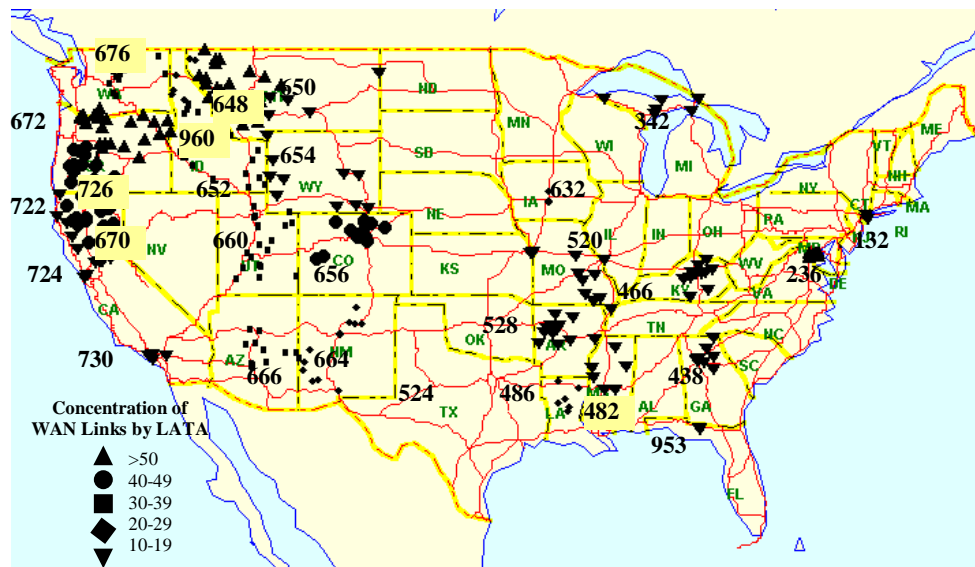 676
WA
650
MT
ND
MN
648
ME
672
342
VT
960
WI
NH
MI
654
SD
ID
NY
652
632
CT
MA
726
WY
722
IA
NE
PA
RI
132
670
660
NV
520
IL
IN
OH
MD
236
724
UT
CO
656
KS
MO
WV
DE
466
KY
VA
CA
528
TN
NC
OK
730
AZ
NM
664
AR
438
SC
666
524
486
MS
482
TX
LA
AL
GA
953
FL
Concentration of
WAN Links by LATA
>50
40-49
30-39
20-29
10-19